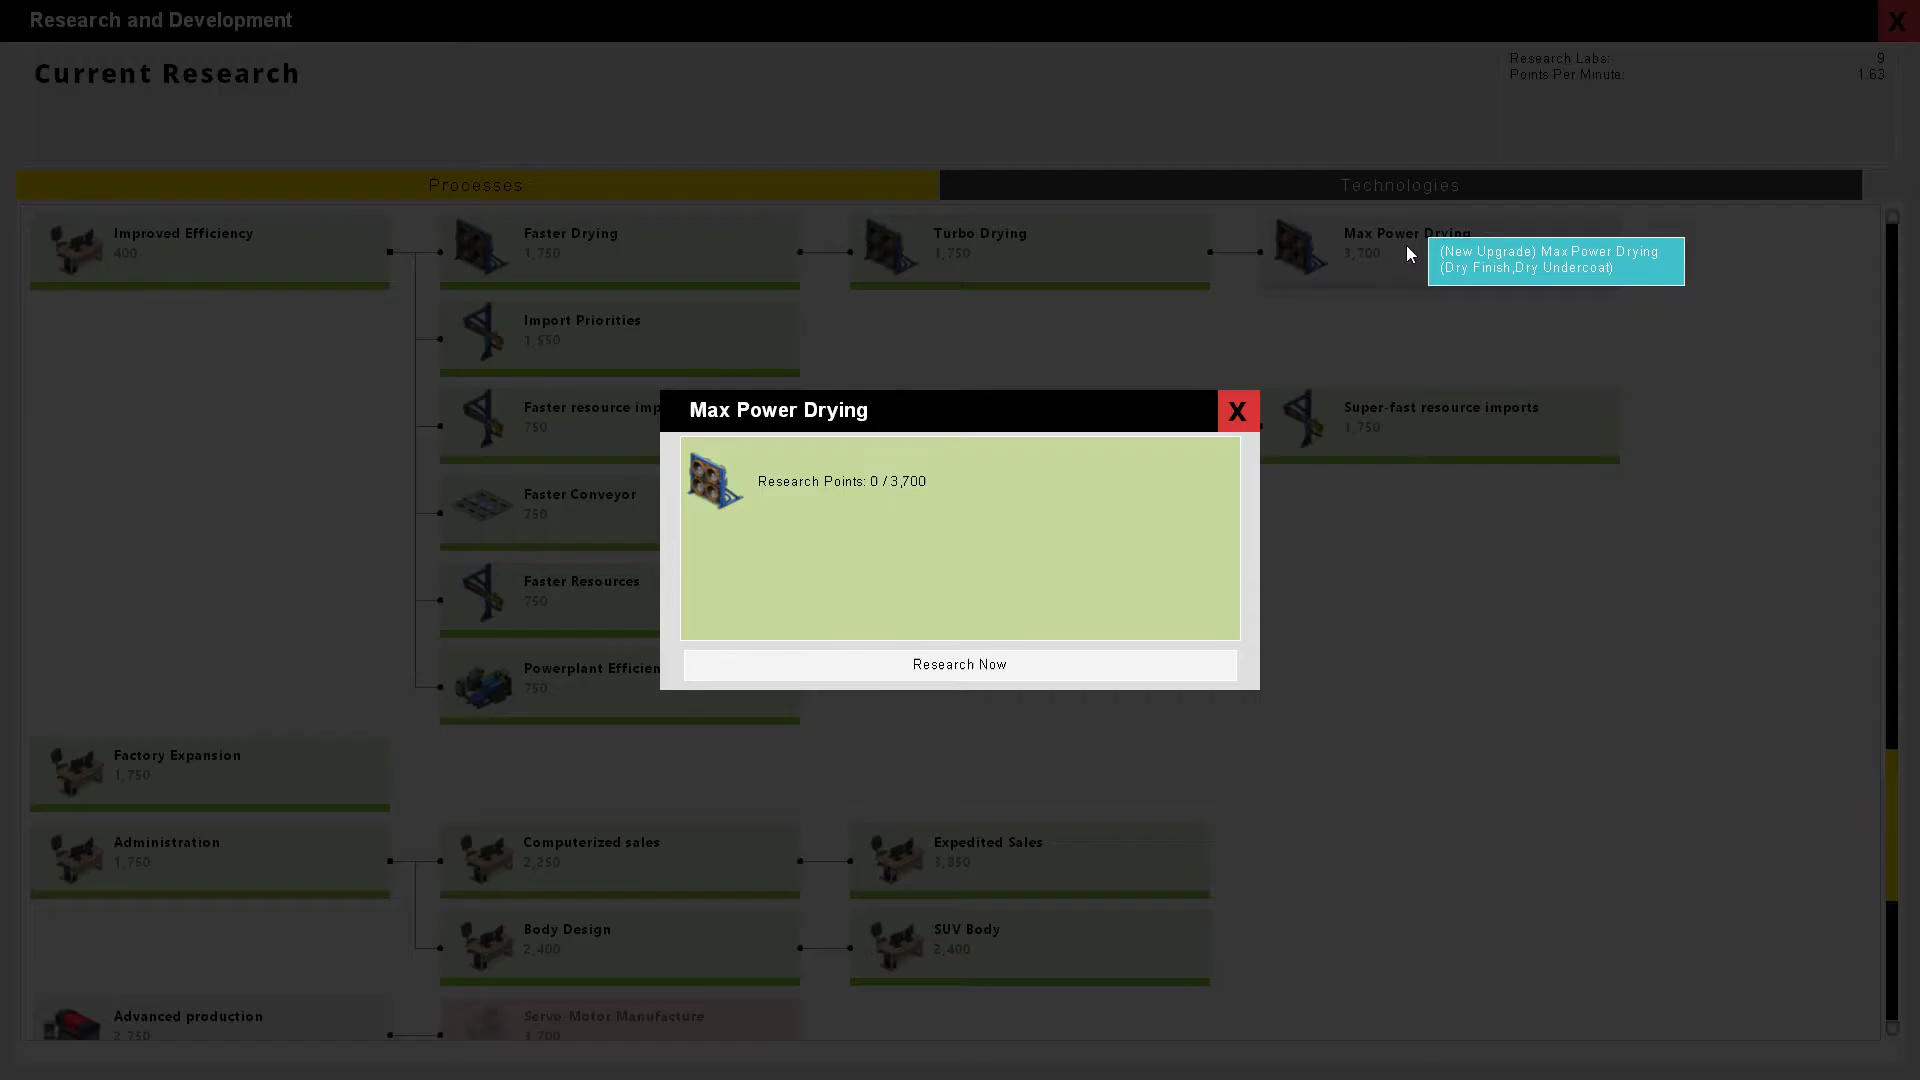 Research and Development
X
Current Research
Research Labs: 9
Points Per Minute: 1.63
Processes
Technologies
Improved Efficiency
400
Faster Drying
1,750
Turbo Drying
1,750
Max Power Drying
3,700
(New Upgrade) Max Power Drying
(Dry Finish,Dry Undercoat)
Import Priorities
1,550
Faster resource imp
750
Super-fast resource imports
1,750
Max Power Drying
X
Research Points: 0 / 3,700
Research Now
Faster Conveyor
750
Faster Resources
750
Powerplant Efficien
750
Factory Expansion
1,750
Administration
1,750
Computerized sales
2,250
Expedited Sales
3,850
Body Design
2,400
SUV Body
2,400
Advanced production
2,750
Servo-Motor Manufacture
3,700